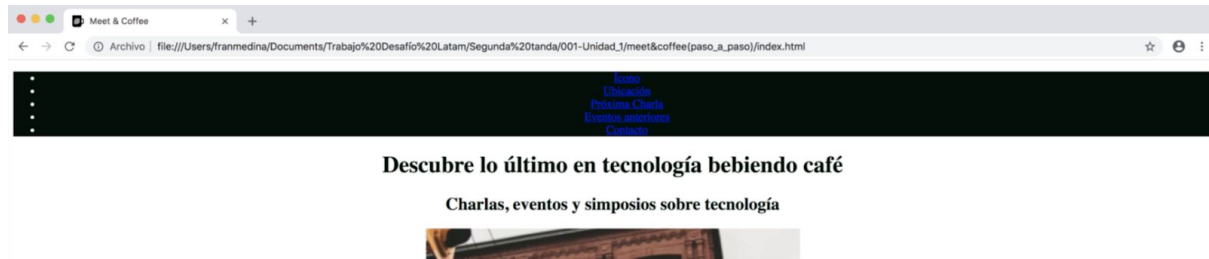 Meet & Coffee
Archivo file:///Users/franmedina/Documents/Trabajo%20Desafío%20Latam/Segunda%20tanda/001-Unidad_1/meet&coffee(paso_a_paso)/index.html
Icono
Ubicación
Próxima Charla
Eventos anteriores
Contacto
Descubre lo último en tecnología bebiendo café
Charlas, eventos y simposios sobre tecnología